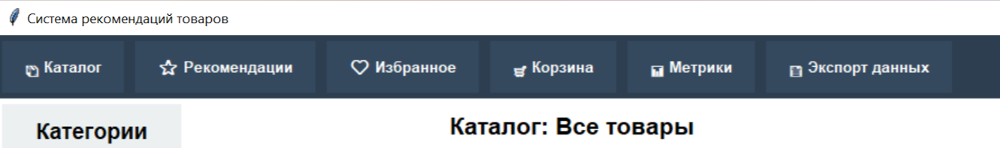 Система рекомендаций товаров
Каталог Рекомендации Избранное Корзина Метрики Экспорт данных
Категории Каталог: Все товары